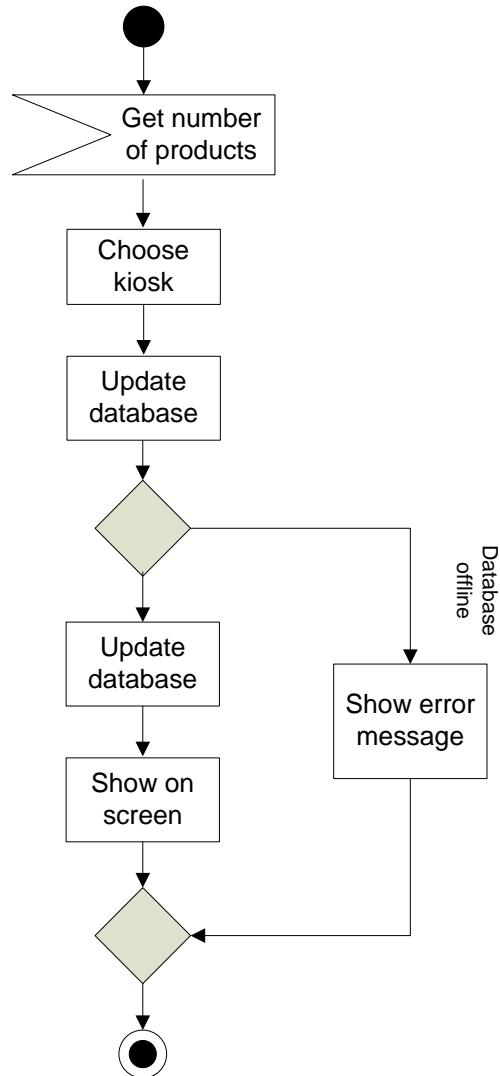 Get number
of products
Choose
kiosk
Update
database
Database
offline
Update
database
Show error
message
Show on
screen